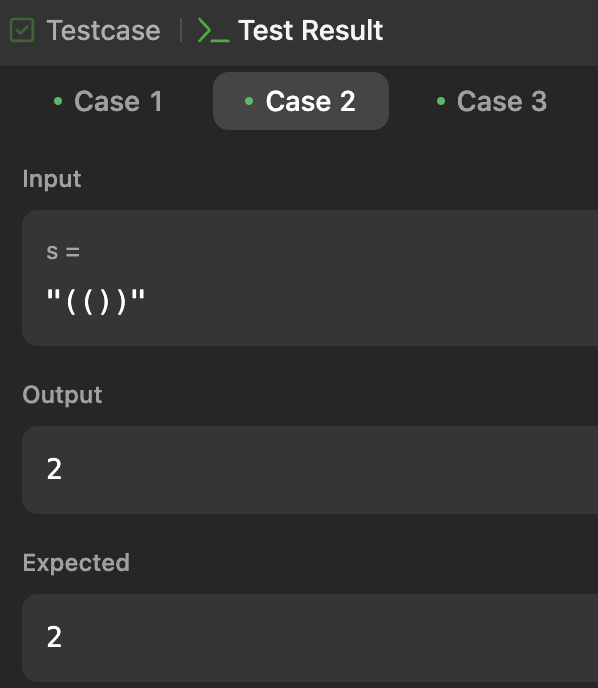 Testcase | >_ Test Result
Case 1 Case 2 Case 3
Input
s =
"(())"
Output
2
Expected
2